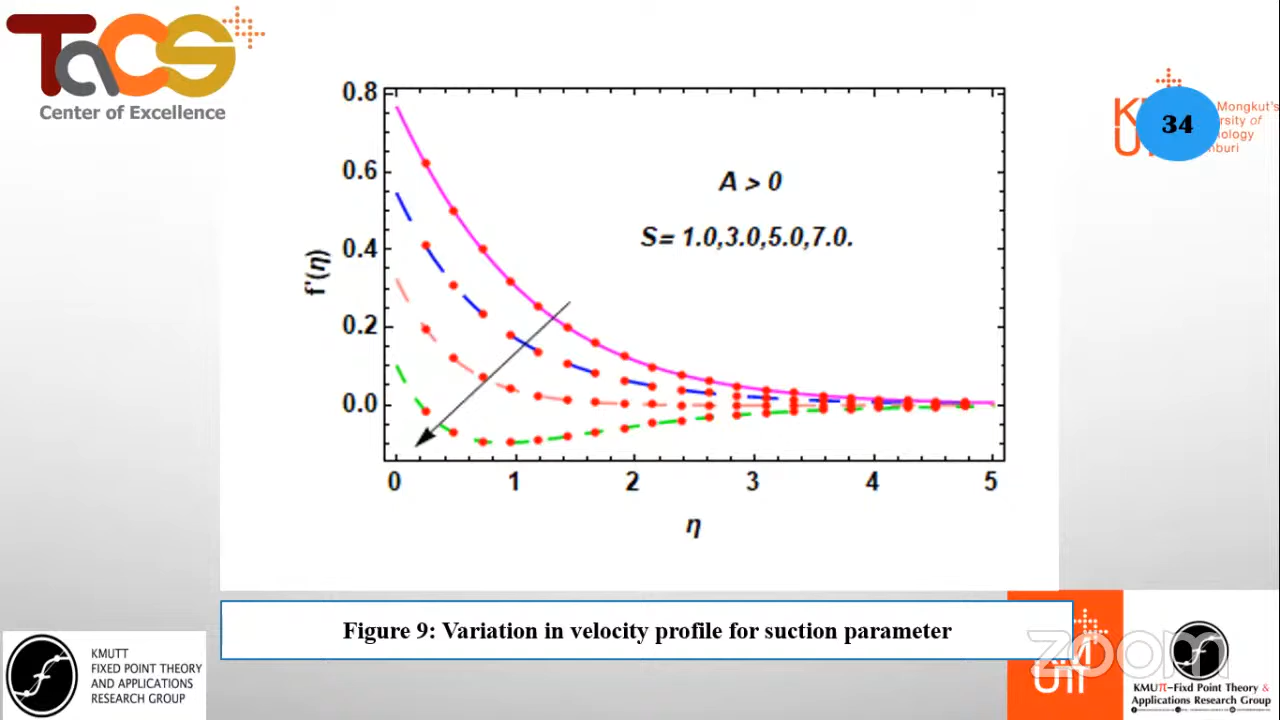 TaCS
Center of Excellence
34
Mongkut's
rsity of
ology
nburi
0.8
0.6
0.4
0.2
0.0
f'(η)
A > 0
S= 1.0,3.0,5.0,7.0.
0 1 2 3 4 5
η
Figure 9: Variation in velocity profile for suction parameter
KMUTT
FIXED POINT THEORY
AND APPLICATIONS
RESEARCH GROUP
zoom
KMUπ-Fixd Point Theory &
Applications Research Group